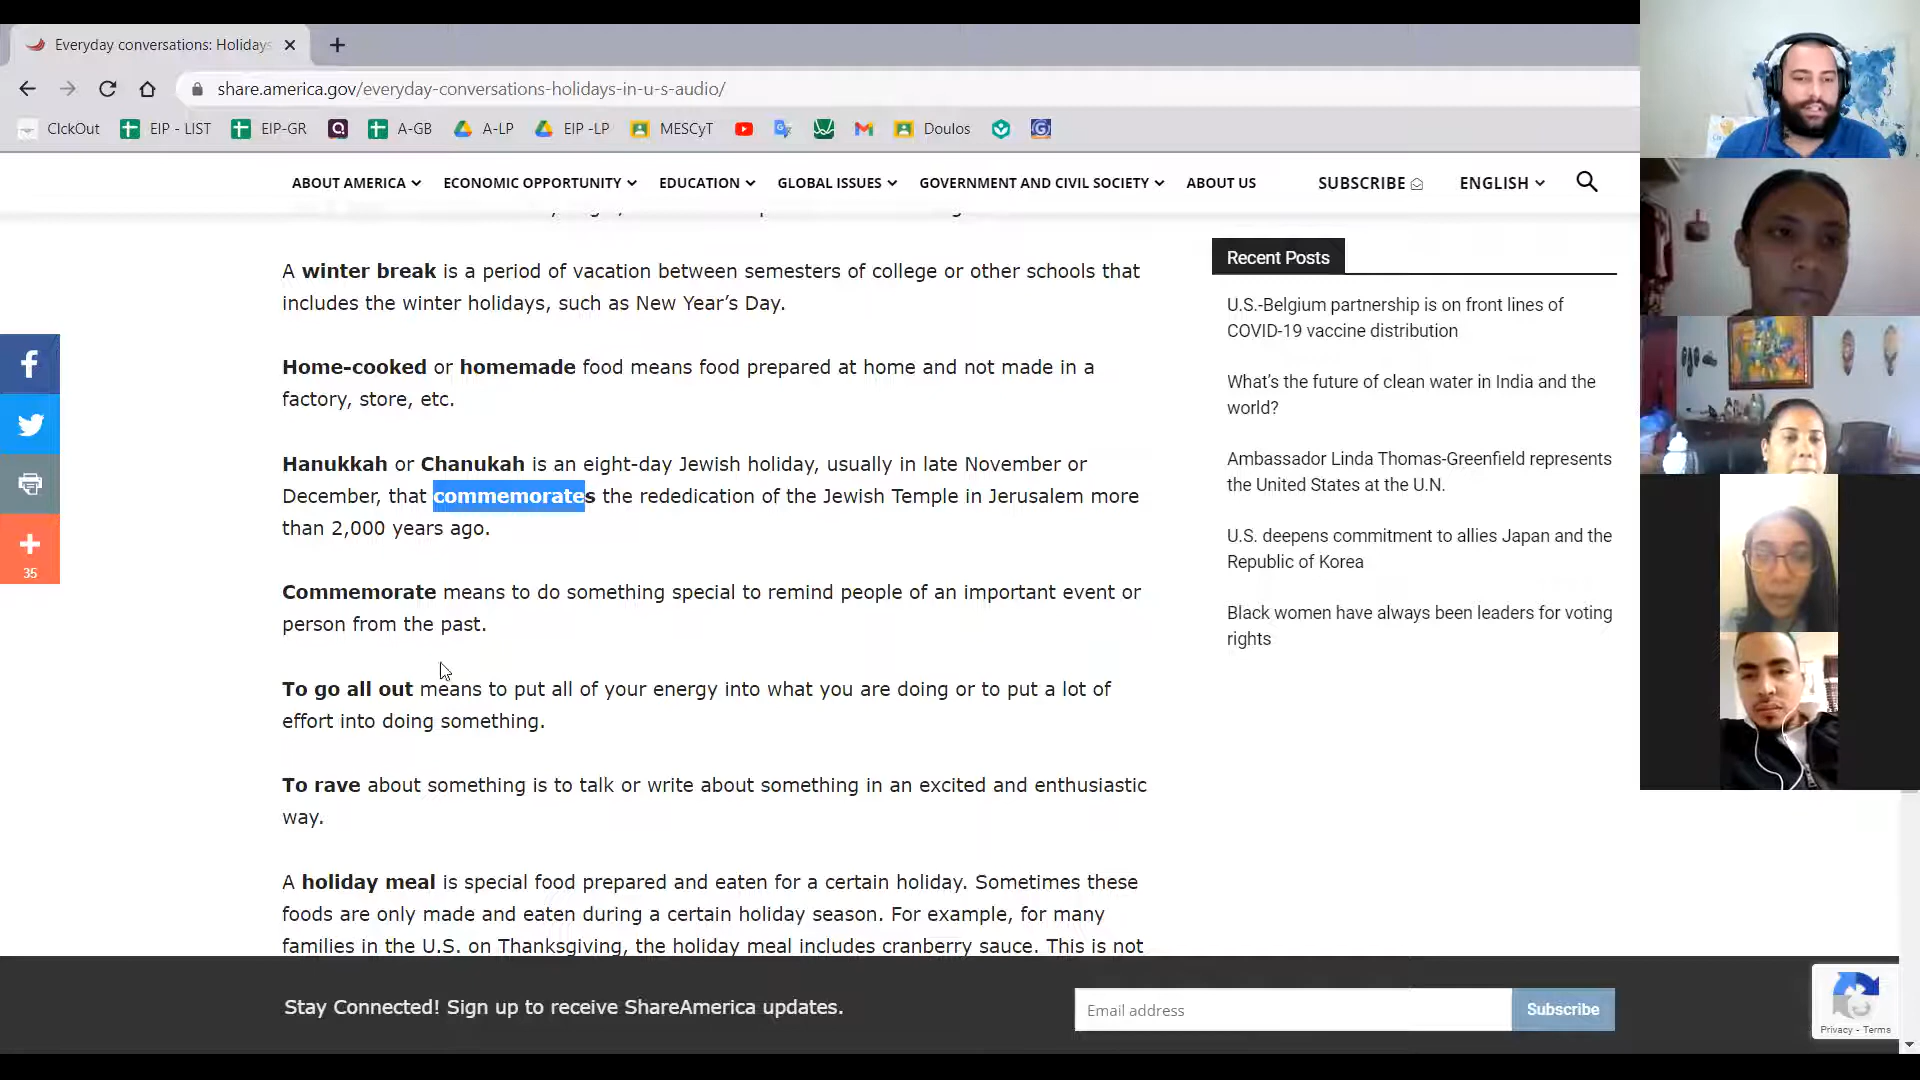 Everyday conversations: Holidays
share.america.gov/everyday-conversations-holidays-in-u-s-audio/
ClckOut EIP - LIST EIP-GR A-GB A-LP EIP -LP MESCyT Doulos
ABOUT AMERICA ECONOMIC OPPORTUNITY EDUCATION GLOBAL ISSUES GOVERNMENT AND CIVIL SOCIETY ABOUT US SUBSCRIBE ENGLISH
A winter break is a period of vacation between semesters of college or other schools that
includes the winter holidays, such as New Year’s Day.
Home-cooked or homemade food means food prepared at home and not made in a
factory, store, etc.
Hanukkah or Chanukah is an eight-day Jewish holiday, usually in late November or
December, that commemorates the rededication of the Jewish Temple in Jerusalem more
than 2,000 years ago.
Commemorate means to do something special to remind people of an important event or
person from the past.
To go all out means to put all of your energy into what you are doing or to put a lot of
effort into doing something.
To rave about something is to talk or write about something in an excited and enthusiastic
way.
A holiday meal is special food prepared and eaten for a certain holiday. Sometimes these
foods are only made and eaten during a certain holiday season. For example, for many
families in the U.S. on Thanksgiving, the holiday meal includes cranberry sauce. This is not
35
Recent Posts
U.S.-Belgium partnership is on front lines of
COVID-19 vaccine distribution
What’s the future of clean water in India and the
world?
Ambassador Linda Thomas-Greenfield represents
the United States at the U.N.
U.S. deepens commitment to allies Japan and the
Republic of Korea
Black women have always been leaders for voting
rights
Stay Connected! Sign up to receive ShareAmerica updates.
Email address
Subscribe
Privacy - Terms